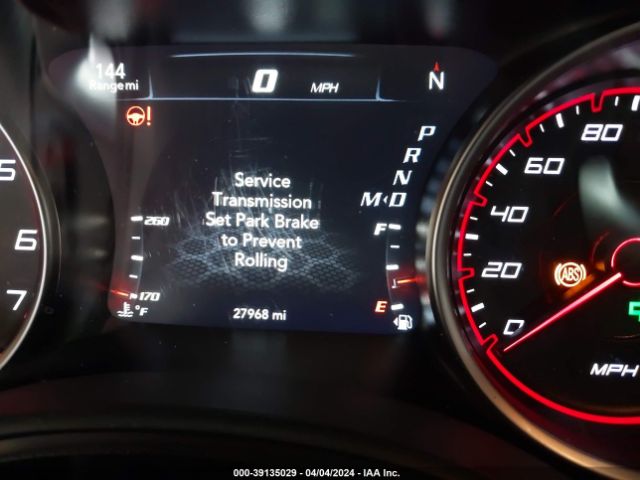 144
Range mi
0 MPH
N
!
P
R
N
M<D
Service
Transmission
Set Park Brake
to Prevent
Rolling
260
170
°F
F
E
27968 mi
5
6
7
80
60
40
20
0
ABS
MPH
000-39135029 - 04/04/2024 - IAA Inc.